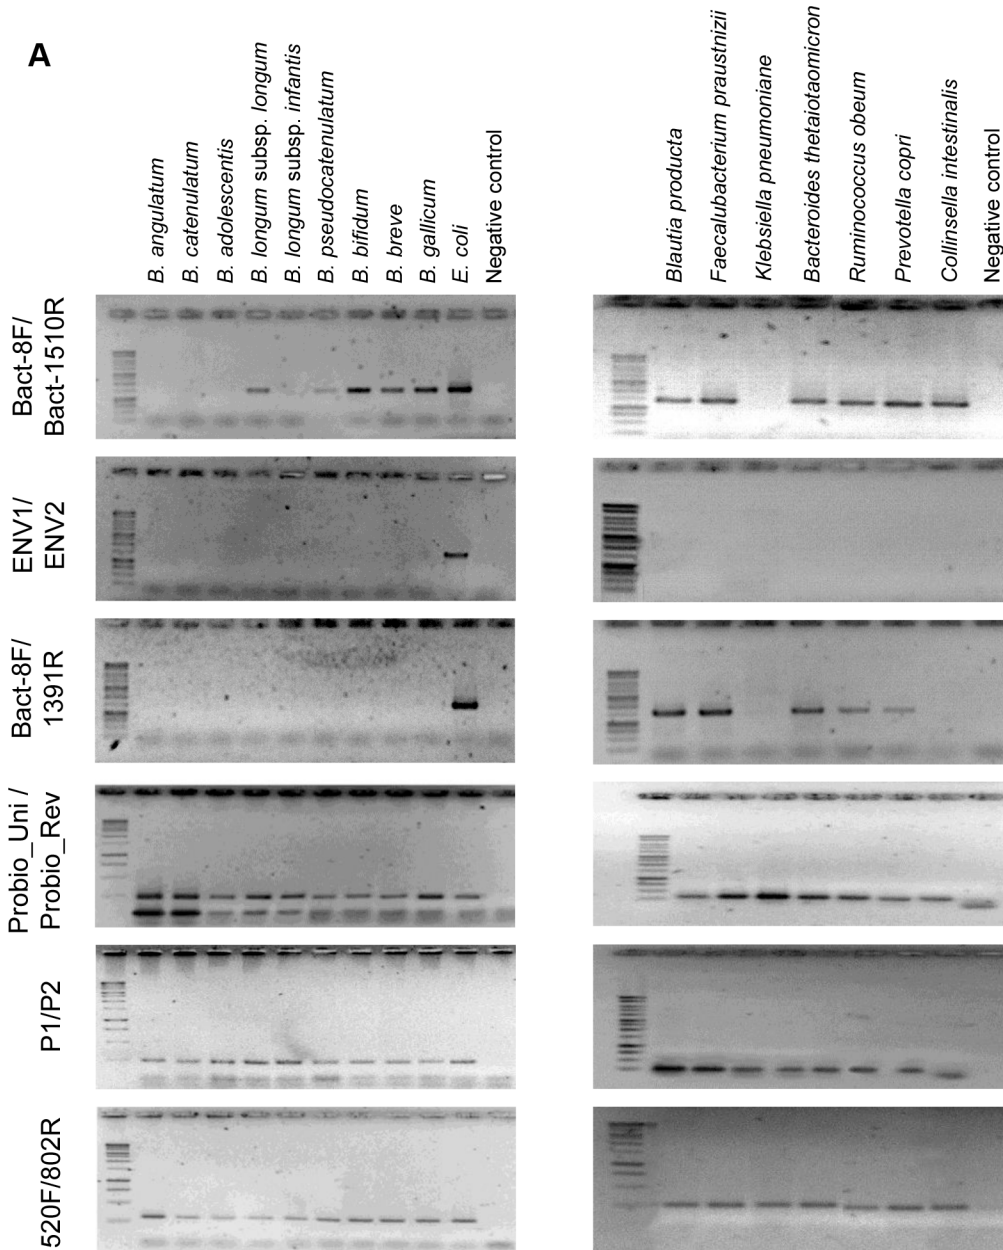 A
B. angulatum
B. catenulatum
B. adolescentis
B. longum subsp. longum
B. longum subsp. infantis
B. pseudocatenulatum
B. bifidum
B. breve
B. gallicum
E. coli
Negative control
Blautia producta
Faecalubacterium praustnizii
Klebsiella pneumoniane
Bacteroides thetaiotaomicron
Ruminococcus obeum
Prevotella copri
Collinsella intestinalis
Negative control
Bact-8F/
Bact-1510R
ENV1/
ENV2
Bact-8F/
1391R
Probio_Uni /
Probio_Rev
P1/P2
520F/802R